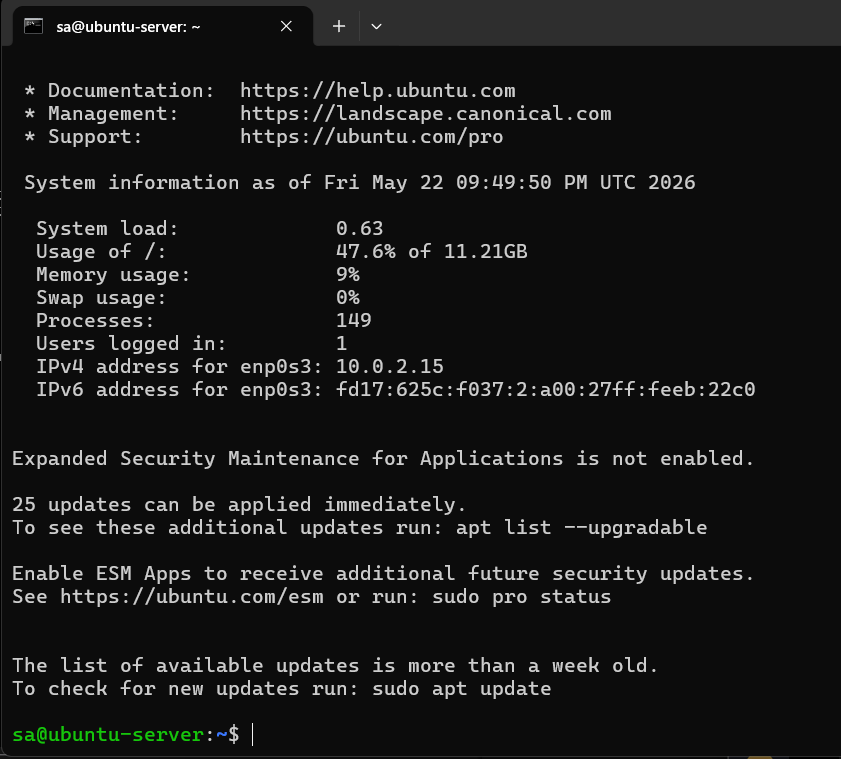 sa@ubuntu-server: ~
* Documentation:  https://help.ubuntu.com
* Management:     https://landscape.canonical.com
* Support:        https://ubuntu.com/pro
System information as of Fri May 22 09:49:50 PM UTC 2026
System load:             0.63
Usage of /:              47.6% of 11.21GB
Memory usage:            9%
Swap usage:              0%
Processes:               149
Users logged in:         1
IPv4 address for enp0s3: 10.0.2.15
IPv6 address for enp0s3: fd17:625c:f037:2:a00:27ff:feeb:22c0
Expanded Security Maintenance for Applications is not enabled.
25 updates can be applied immediately.
To see these additional updates run: apt list --upgradable
Enable ESM Apps to receive additional future security updates.
See https://ubuntu.com/esm or run: sudo pro status
The list of available updates is more than a week old.
To check for new updates run: sudo apt update
sa@ubuntu-server:~$